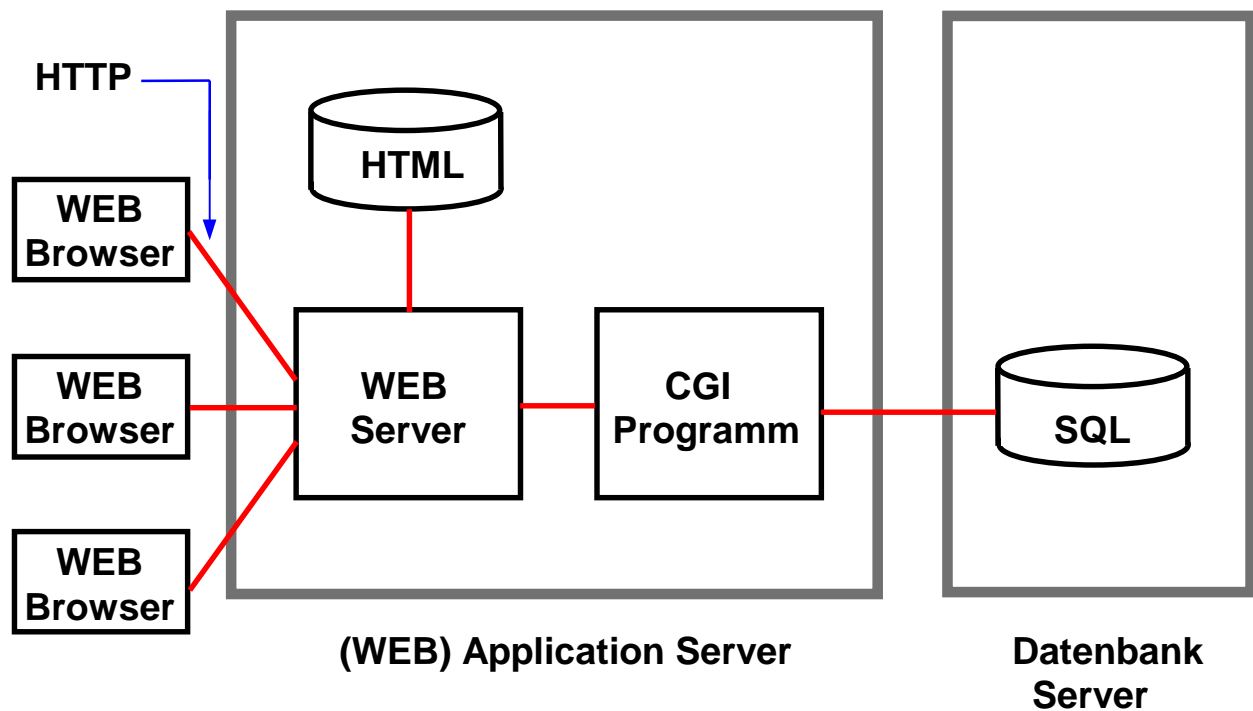 HTTP
HTML
WEB
Browser
WEB
Browser
WEB
Browser
WEB
Server
CGI
Programm
SQL
(WEB) Application Server
Datenbank
Server